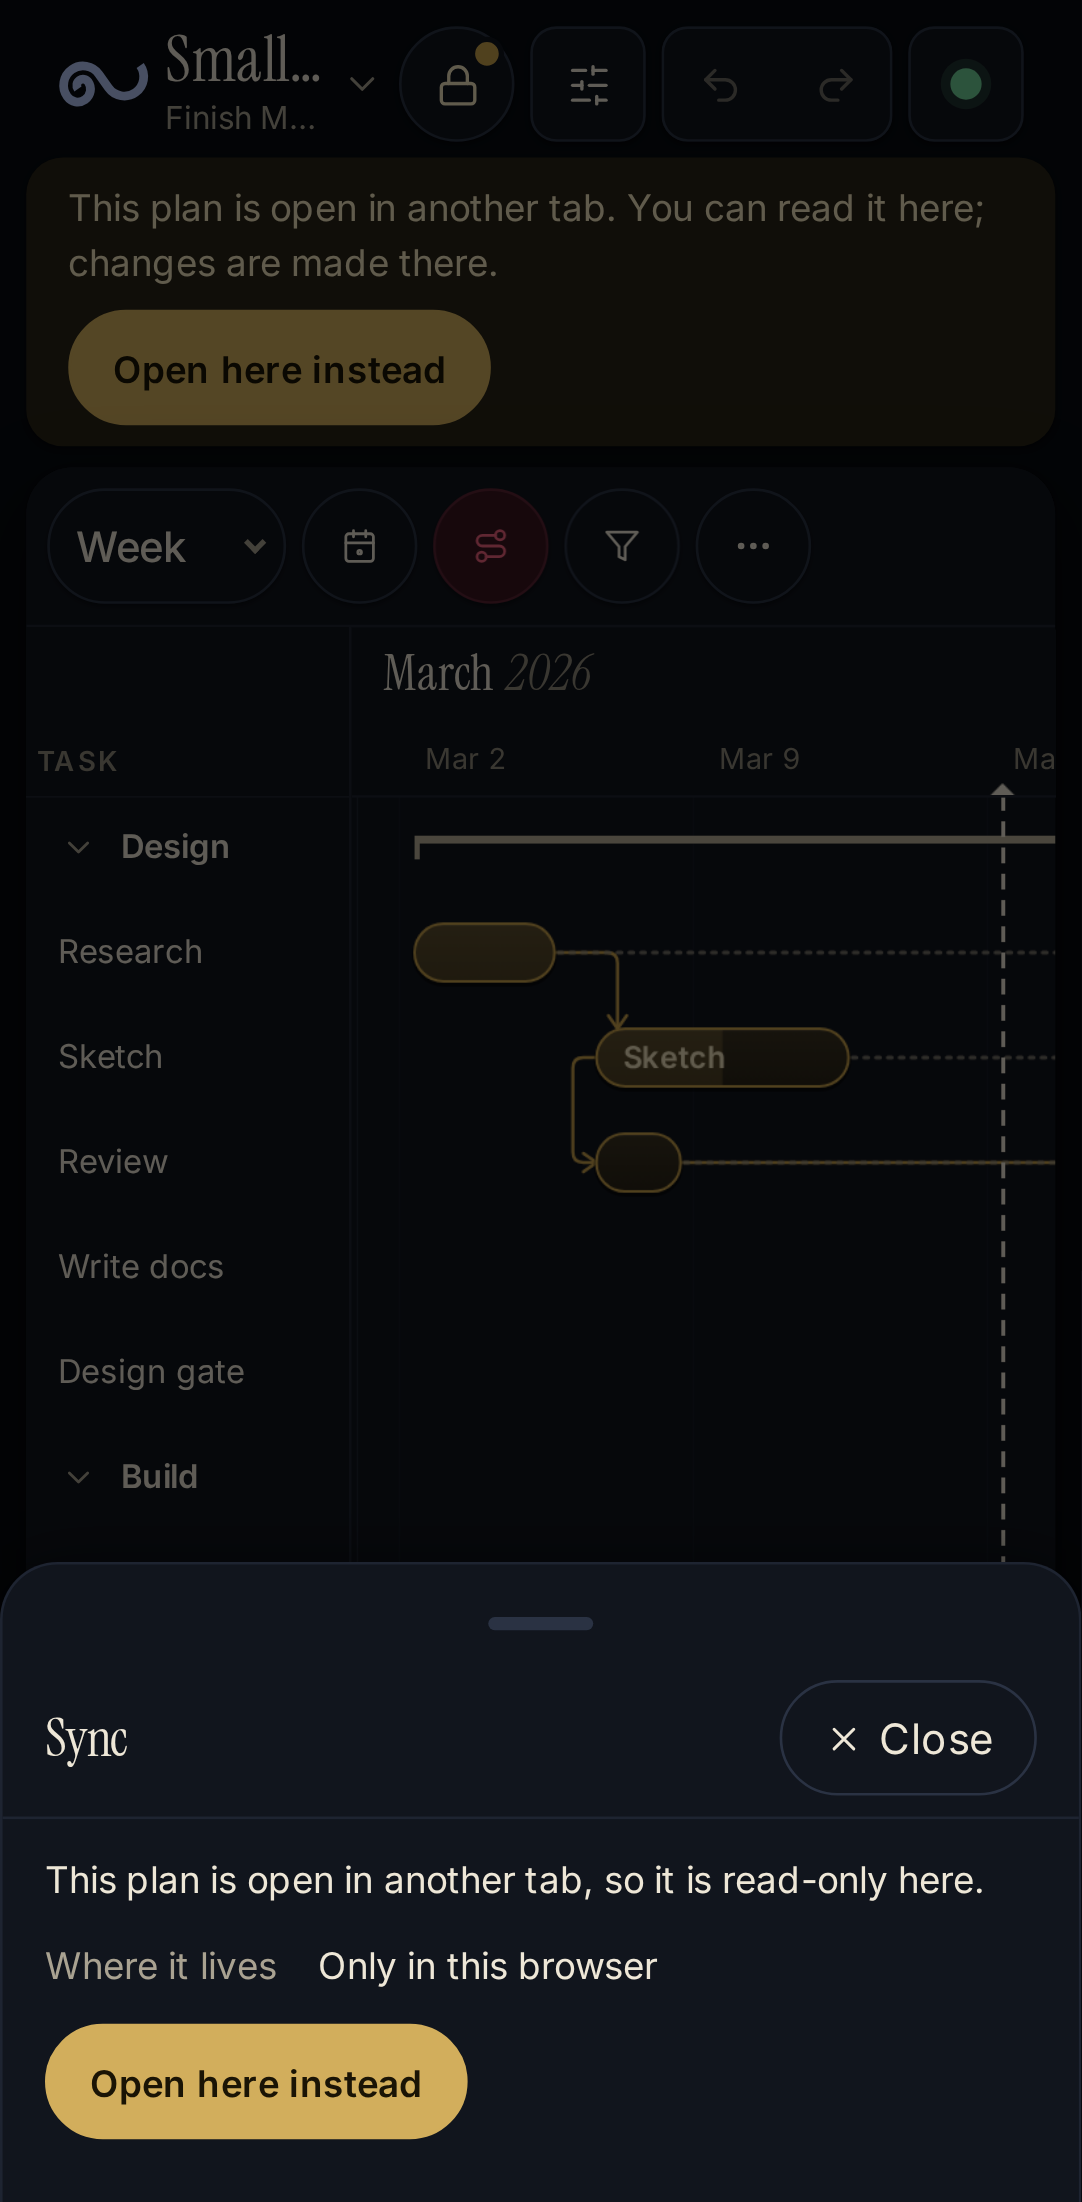 Small...
Finish M...
This plan is open in another tab. You can read it here;
changes are made there.
Open here instead
Week
March 2026
TASK
Mar 2
Mar 9
Ma
Design
Research
Sketch
Sketch
Review
Write docs
Design gate
Build
Sync
Close
This plan is open in another tab, so it is read-only here.
Where it lives Only in this browser
Open here instead